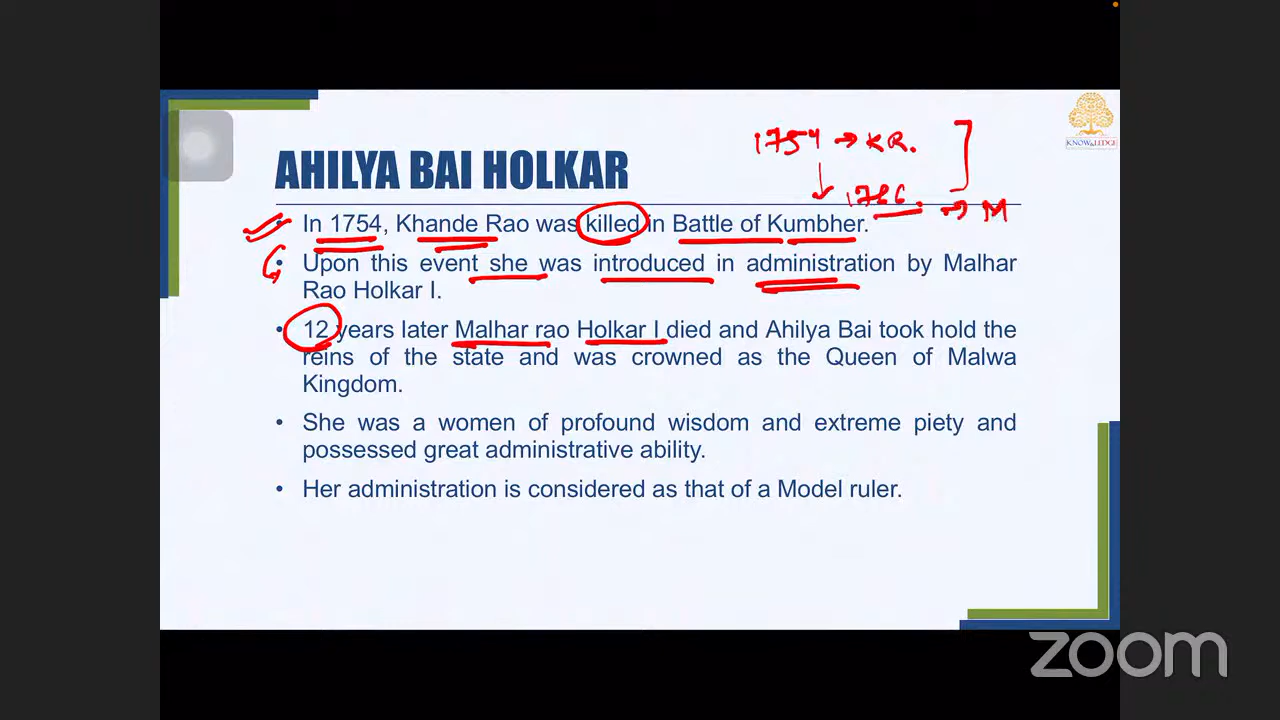 1754 → KR.
KNOWLEDGE
AHILYA BAI HOLKAR
1766. → M
• In 1754, Khande Rao was killed in Battle of Kumbher.
• Upon this event she was introduced in administration by Malhar
Rao Holkar I.
• 12 years later Malhar rao Holkar I died and Ahilya Bai took hold the
reins of the state and was crowned as the Queen of Malwa
Kingdom.
• She was a women of profound wisdom and extreme piety and
possessed great administrative ability.
• Her administration is considered as that of a Model ruler.
zoom